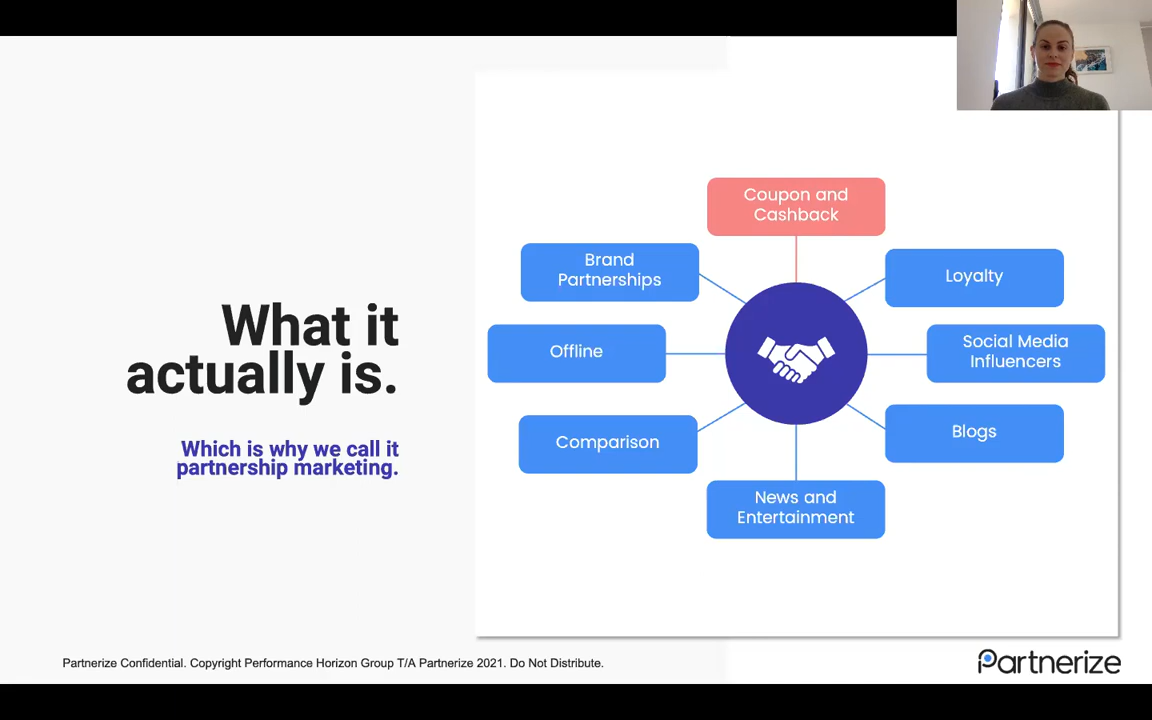 What it
actually is.
Which is why we call it
partnership marketing.
Coupon and
Cashback
Brand
Partnerships
Loyalty
Offline
Social Media
Influencers
Comparison
Blogs
News and
Entertainment
Partnerize Confidential. Copyright Performance Horizon Group T/A Partnerize 2021. Do Not Distribute.
Partnerize